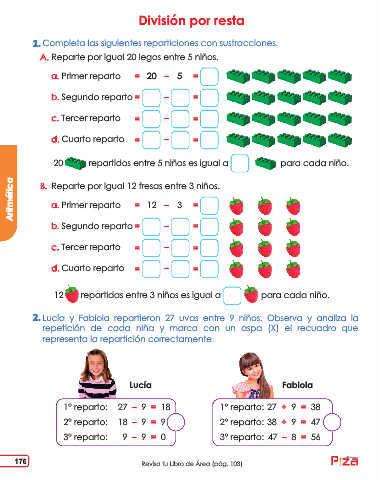 División por resta
1. Completa las siguientes reparticiones con sustracciones.
A. Reparte por igual 20 legos entre 5 niños.
a. Primer reparto = 20 - 5 =
b. Segundo reparto = - =
c. Tercer reparto = - =
d. Cuarto reparto = - =
20 repartidos entre 5 niños es igual a para cada niño.
B. Reparte por igual 12 fresas entre 3 niños.
a. Primer reparto = 12 - 3 =
b. Segundo reparto = - =
c. Tercer reparto = - =
d. Cuarto reparto = - =
12 repartidas entre 3 niños es igual a para cada niño.
Aritmética
2. Lucía y Fabiola repartieron 27 uvas entre 9 niños. Observa y analiza la
repetición de cada niña y marca con un aspa (X) el recuadro que
representa la repartición correctamente.
Lucía
1° reparto: 27 - 9 = 18
2° reparto: 18 - 9 = 9
3° reparto: 9 - 9 = 0
Fabiola
1° reparto: 27 + 9 = 38
2° reparto: 38 + 9 = 47
3° reparto: 47 - 8 = 56
176
Revisa tu Libro de Área (pág. 108)